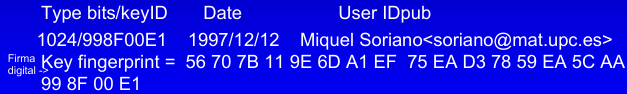 Type bits/keyID Date User IDpub
1024/998F00E1 1997/12/12 Miquel Soriano<soriano@mat.upc.es>
Firma
digital -> Key fingerprint = 56 70 7B 11 9E 6D A1 EF 75 EA D3 78 59 EA 5C AA
99 8F 00 E1